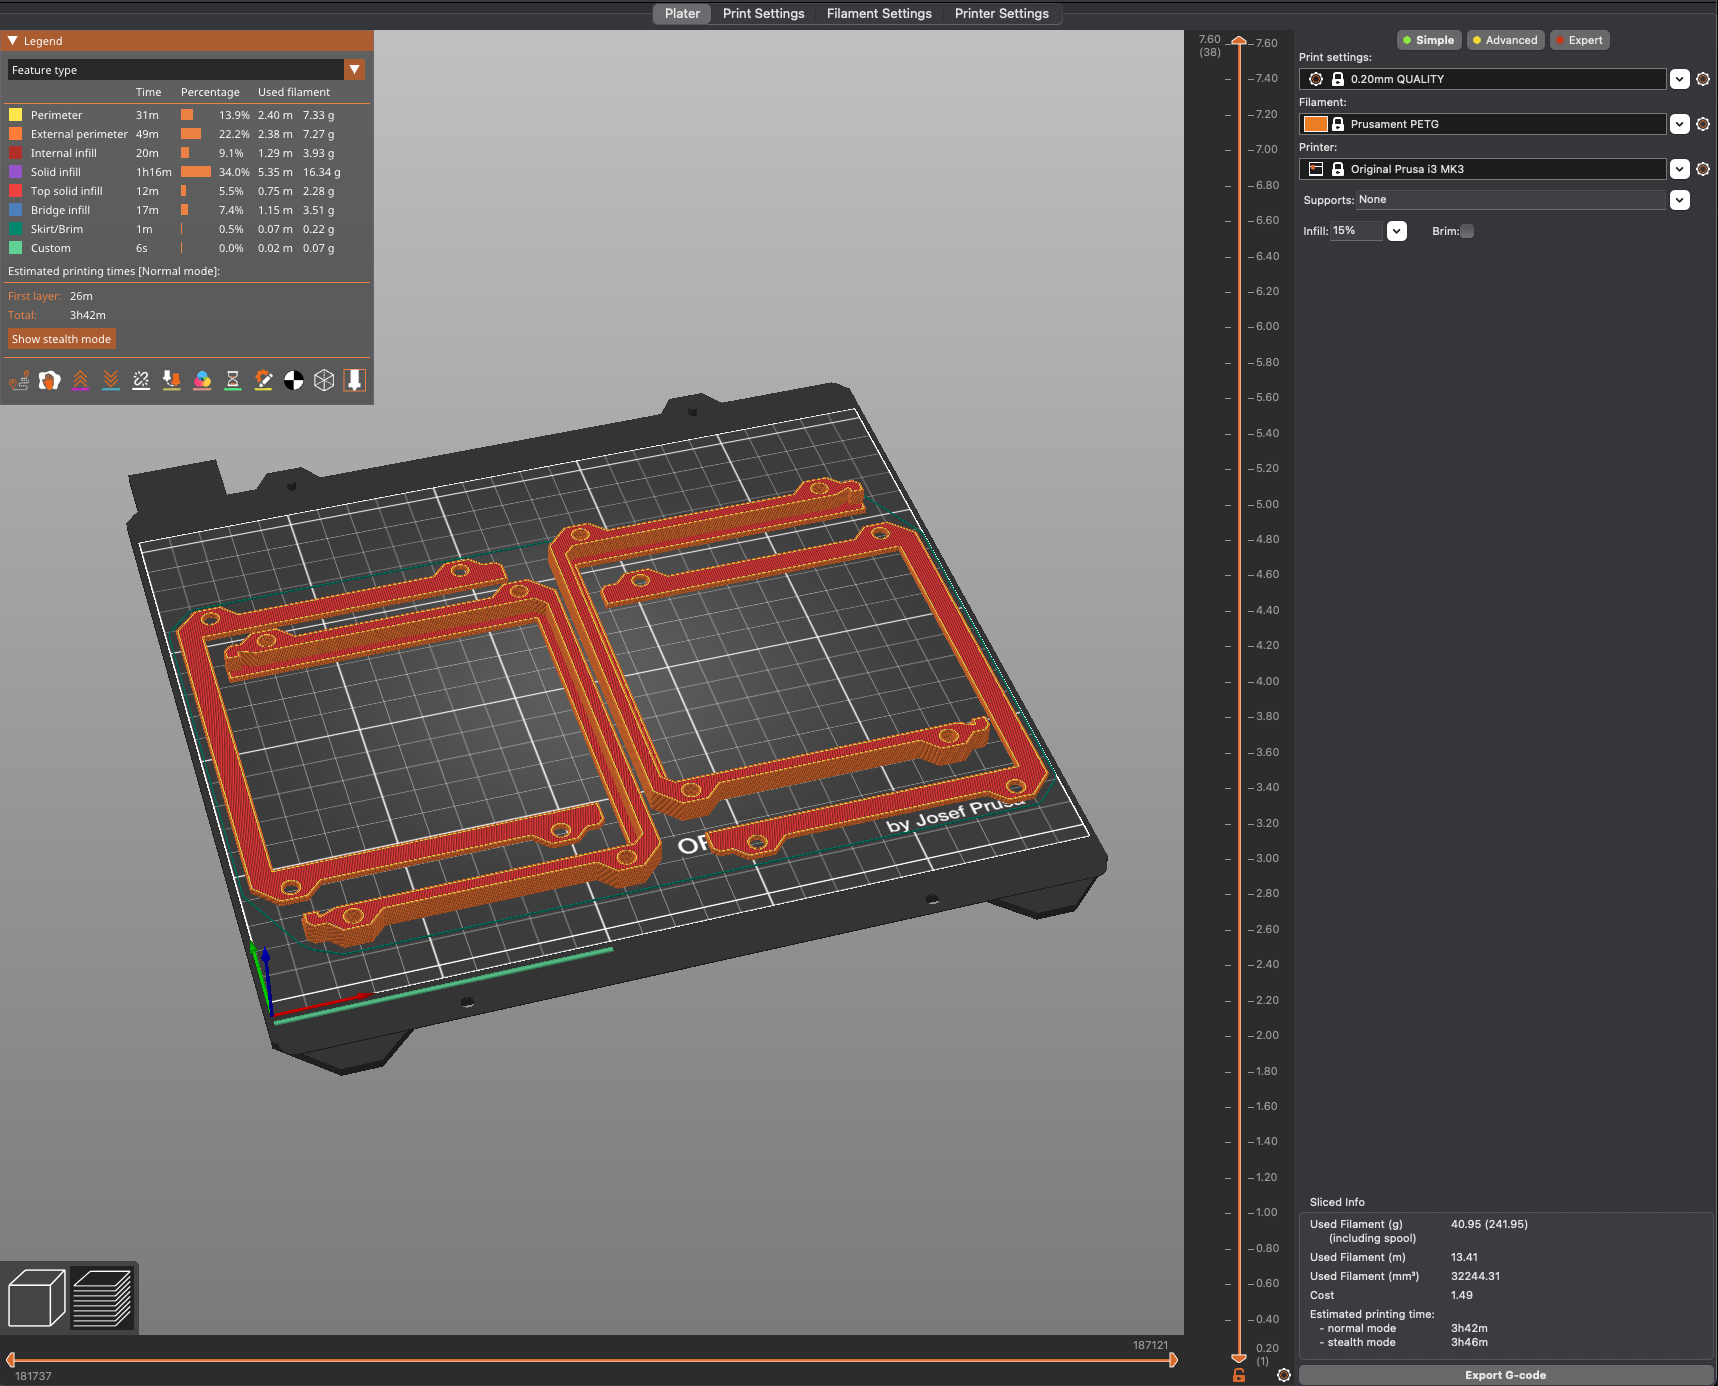 Plater Print Settings Filament Settings Printer Settings
Legend
Feature type
Time Percentage Used filament
Perimeter 31m 13.9% 2.40 m 7.33 g
External perimeter 49m 22.2% 2.38 m 7.27 g
Internal infill 20m 9.1% 1.29 m 3.93 g
Solid infill 1h16m 34.0% 5.35 m 16.34 g
Top solid infill 12m 5.5% 0.75 m 2.28 g
Bridge infill 17m 7.4% 1.15 m 3.51 g
Skirt/Brim 1m 0.5% 0.07 m 0.22 g
Custom 6s 0.0% 0.02 m 0.07 g
Estimated printing times [Normal mode]:
First layer: 26m
Total: 3h42m
Show stealth mode
by Josef Prusa
7.60
(38)
7.60
7.40
7.20
7.00
6.80
6.60
6.40
6.20
6.00
5.80
5.60
5.40
5.20
5.00
4.80
4.60
4.40
4.20
4.00
3.80
3.60
3.40
3.20
3.00
2.80
2.60
2.40
2.20
2.00
1.80
1.60
1.40
1.20
1.00
0.80
0.60
0.40
0.20
(1)
187121
181737
Simple Advanced Expert
Print settings:
0.20mm QUALITY
Filament:
Prusament PETG
Printer:
Original Prusa i3 MK3
Supports: None
Infill: 15% Brim:
Sliced Info
Used Filament (g) 40.95 (241.95)
(including spool)
Used Filament (m) 13.41
Used Filament (mm³) 32244.31
Cost 1.49
Estimated printing time:
- normal mode 3h42m
- stealth mode 3h46m
Export G-code